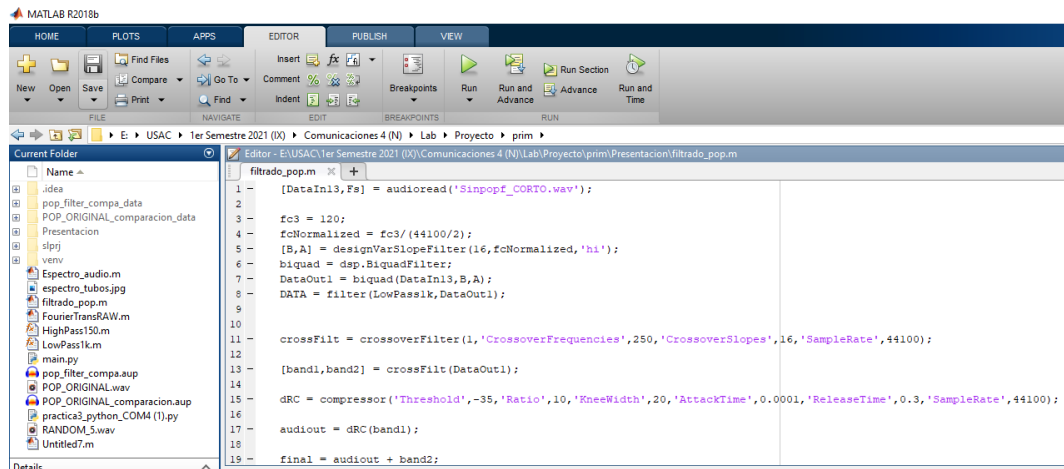 MATLAB R2018b
HOME PLOTS APPS EDITOR PUBLISH VIEW
Find Files Insert fx
New Open Save Compare Go To Comment Breakpoints Run Run and Advance Run Section Advance Run and Time
Print Find Indent
FILE NAVIGATE EDIT BREAKPOINTS RUN
E: USAC 1er Semestre 2021 (IX) Comunicaciones 4 (N) Lab Proyecto prim
Current Folder
Name
.idea
pop_filter_compa_data
POP_ORIGINAL_comparacion_data
Presentacion
slprj
venv
Espectro_audio.m
espectro_tubos.jpg
filtrado_pop.m
FourierTransRAW.m
HighPass150.m
LowPass1k.m
main.py
pop_filter_compa.aup
POP_ORIGINAL.wav
POP_ORIGINAL_comparacion.aup
practica3_python_COM4 (1).py
RANDOM_5.wav
Untitled7.m
Details
Editor - E:\USAC\1er Semestre 2021 (IX)\Comunicaciones 4 (N)\Lab\Proyecto\prim\Presentacion\filtrado_pop.m
filtrado_pop.m
1 - [DataIn13,Fs] = audioread('Sinpopf_CORTO.wav');
2
3 - fc3 = 120;
4 - fcNormalized = fc3/(44100/2);
5 - [B,A] = designVarSlopeFilter(16,fcNormalized,'hi');
6 - biquad = dsp.BiquadFilter;
7 - DataOut1 = biquad(DataIn13,B,A);
8 - DATA = filter(LowPass1k,DataOut1);
9
10
11 - crossFilt = crossoverFilter(1,'CrossoverFrequencies',250,'CrossoverSlopes',16,'SampleRate',44100);
12
13 - [band1,band2] = crossFilt(DataOut1);
14
15 - dRC = compressor('Threshold',-35,'Ratio',10,'KneeWidth',20,'AttackTime',0.0001,'ReleaseTime',0.3,'SampleRate',44100);
16
17 - audiout = dRC(band1);
18
19 - final = audiout + band2;